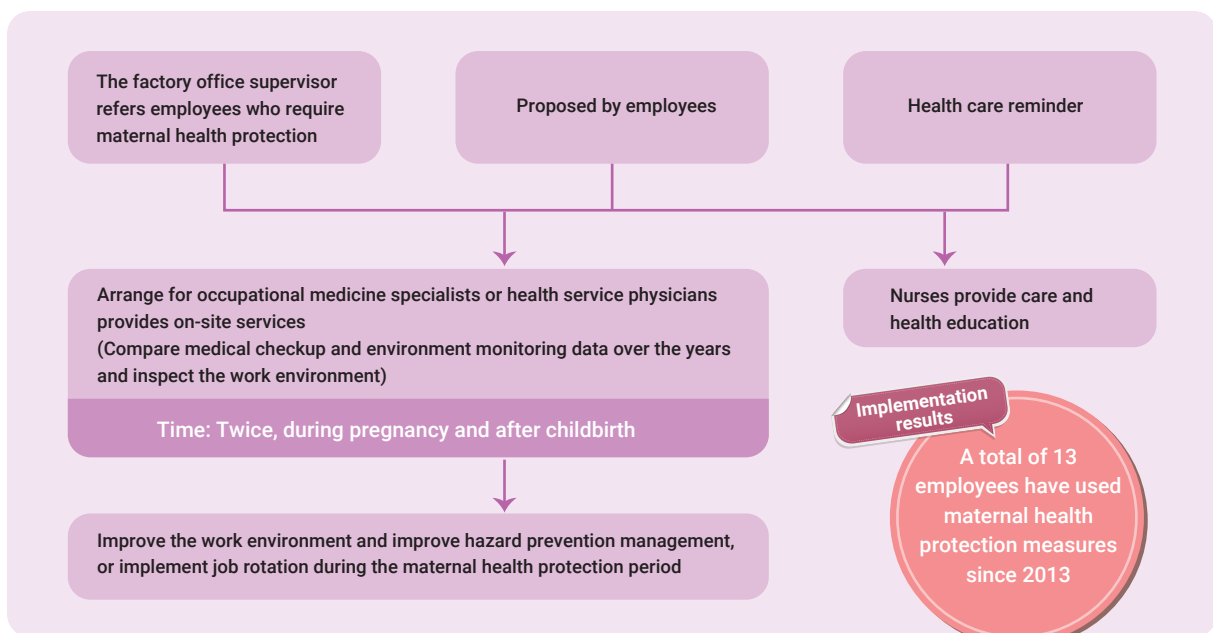 The factory office supervisor
refers employees who require
maternal health protection
Proposed by employees
Health care reminder
Arrange for occupational medicine specialists or health service physicians
provides on-site services
(Compare medical checkup and environment monitoring data over the years
and inspect the work environment)
Time: Twice, during pregnancy and after childbirth
Nurses provide care and
health education
Improve the work environment and improve hazard prevention management,
or implement job rotation during the maternal health protection period
Implementation
results
A total of 13
employees have used
maternal health
protection measures
since 2013